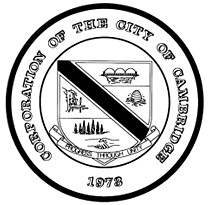 CORPORATION OF THE CITY OF CAMBRIDGE
PROGRESS THROUGH UNITY
1973